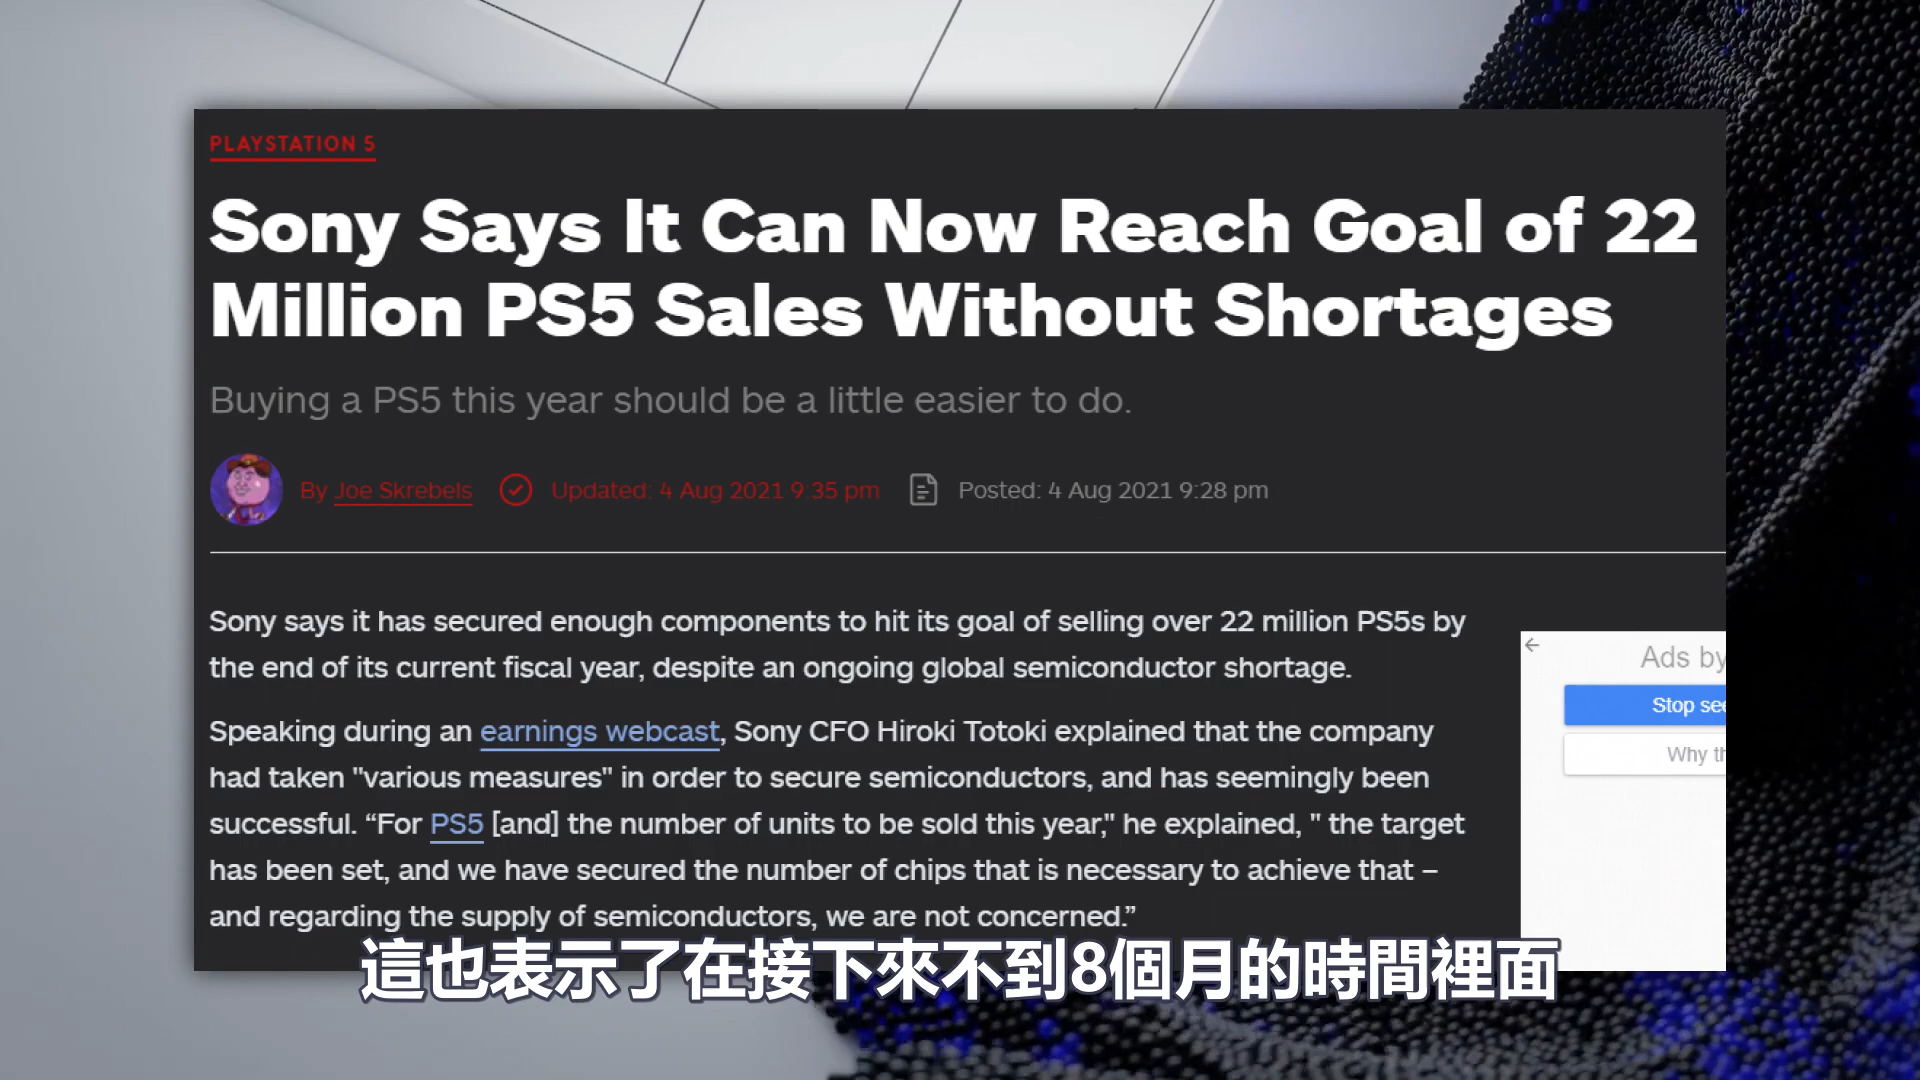 PLAYSTATION 5
Sony Says It Can Now Reach Goal of 22
Million PS5 Sales Without Shortages
Buying a PS5 this year should be a little easier to do.
By Joe Skrebels Updated: 4 Aug 2021 9:35 pm Posted: 4 Aug 2021 9:28 pm
Sony says it has secured enough components to hit its goal of selling over 22 million PS5s by
the end of its current fiscal year, despite an ongoing global semiconductor shortage.
Speaking during an earnings webcast, Sony CFO Hiroki Totoki explained that the company
had taken "various measures" in order to secure semiconductors, and has seemingly been
successful. “For PS5 [and] the number of units to be sold this year," he explained, " the target
has been set, and we have secured the number of chips that is necessary to achieve that –
and regarding the supply of semiconductors, we are not concerned.”
Ads by
Stop
Why
這也表示了在接下來不到8個月的時間裡面